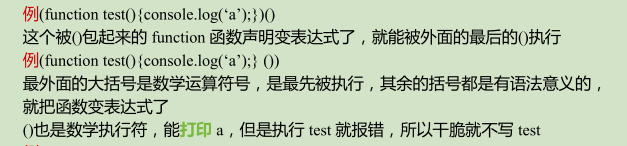 例(function test(){console.log(‘a’);})()
这个被()包起来的 function 函数声明变表达式了，就能被外面的最后的()执行
例(function test(){console.log(‘a’);} ())
最外面的大括号是数学运算符号，是最先被执行，其余的括号都是有语法意义的，
就把函数变表达式了
()也是数学执行符，能打印 a，但是执行 test 就报错，所以干脆就不写 test